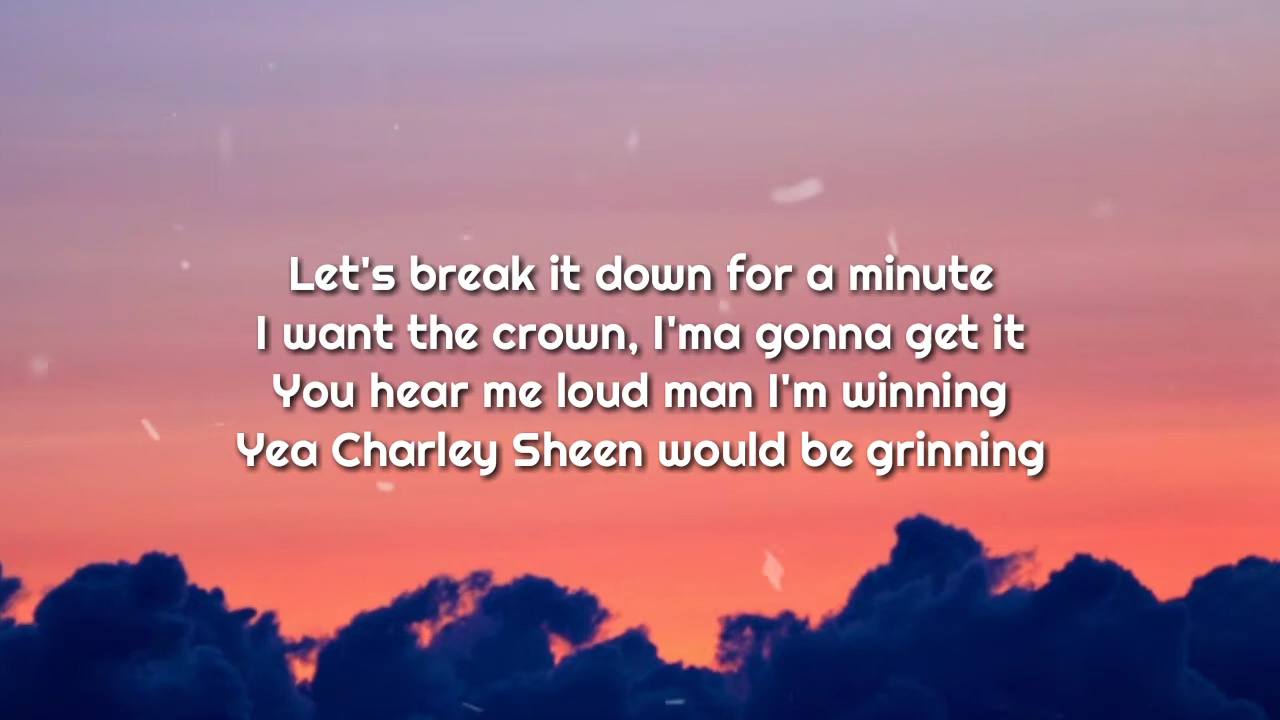 Let's break it down for a minute
I want the crown, I'ma gonna get it
You hear me loud man I'm winning
Yea Charley Sheen would be grinning